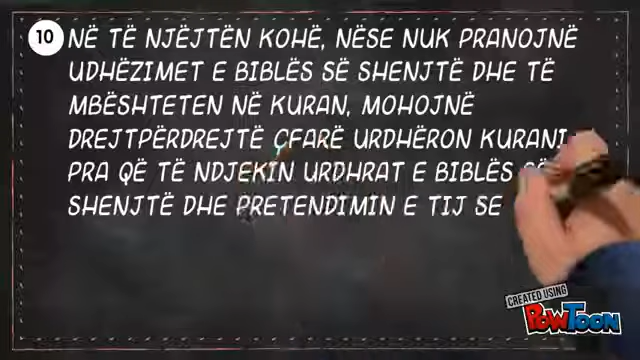 10 NË TË NJËJTËN KOHË, NËSE NUK PRANOJNË
UDHËZIMET E BIBLËS SË SHENJTË DHE TË
MBËSHTETEN NË KURAN, MOHOJNË
DREJTPËRDREJTË ÇFARË URDHËRON KURANI,
PRA QË TË NDJEKIN URDHRAT E BIBLËS
SHENJTË DHE PRETENDIMIN E TIJ SE
CREATED USING
POWTOON